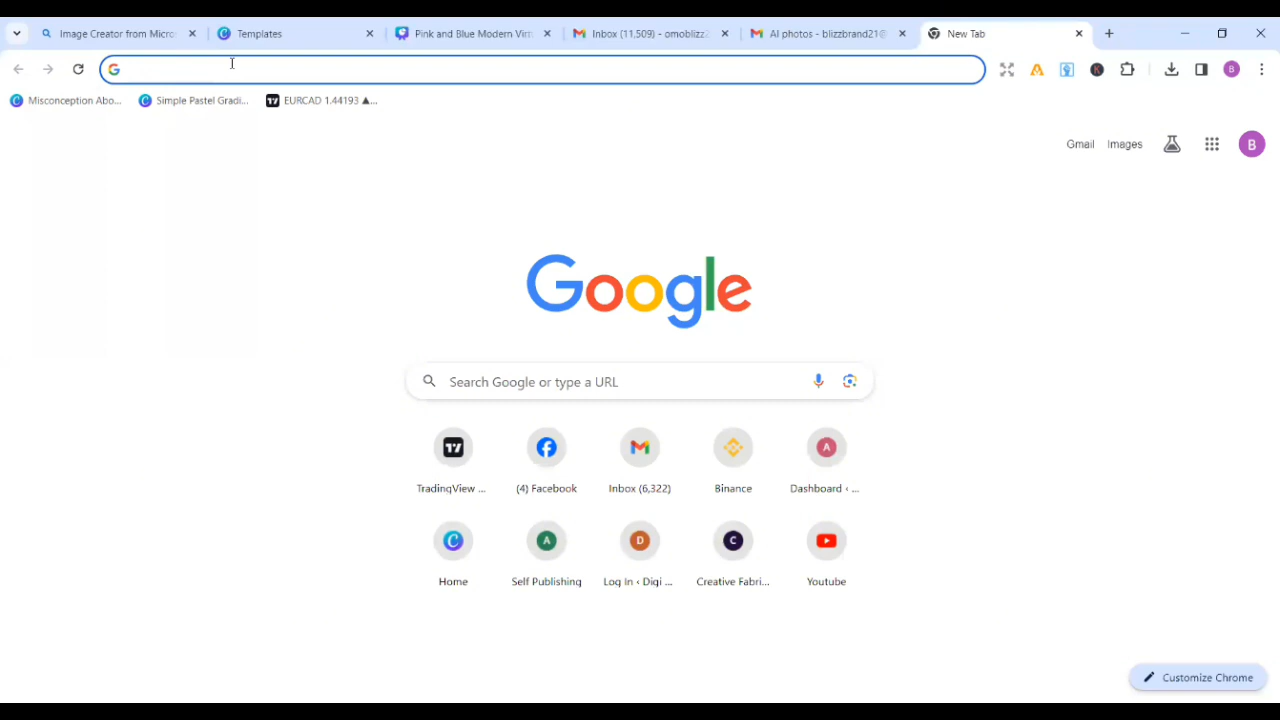 Image Creator from Micro
Templates
Pink and Blue Modern Virt
Inbox (11,509) - omoblizz2
AI photos - blizzbrand21@
New Tab
B
Misconception Abo...
Simple Pastel Gradi...
EURCAD 1.44193 ▲...
Gmail
Images
B
Google
Search Google or type a URL
TradingView ...
(4) Facebook
Inbox (6,322)
Binance
A
Dashboard ‹ ...
Home
A
Self Publishing
D
Log In ‹ Digi ...
C
Creative Fabri...
Youtube
Customize Chrome